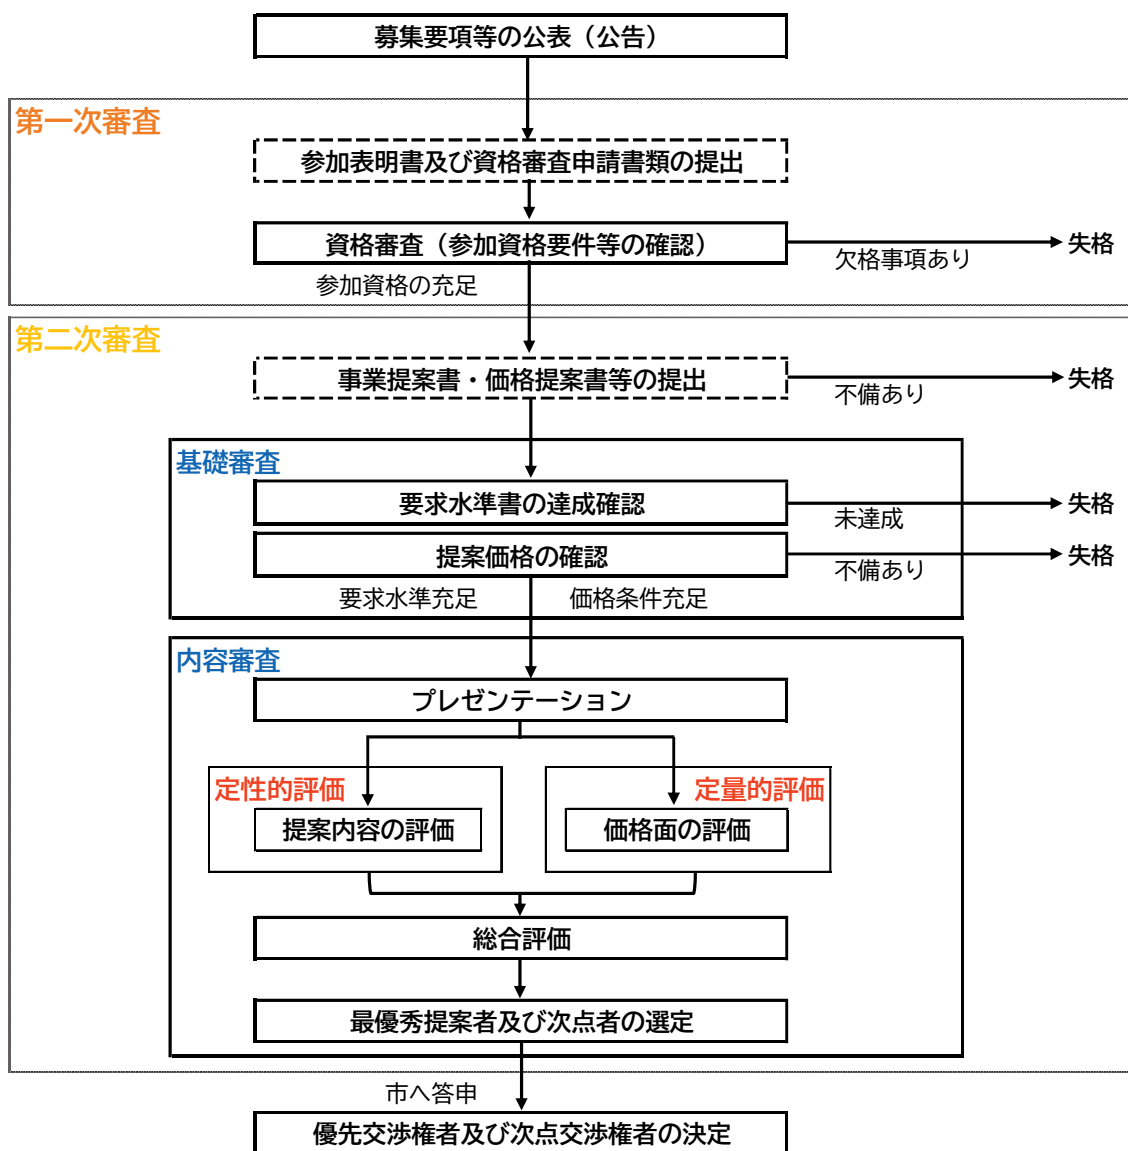 募集要項等の公表（公告）
第一次審査
参加表明書及び資格審査申請書類の提出
資格審査（参加資格要件等の確認）
失格
欠格事項あり
参加資格の充足
第二次審査
事業提案書・価格提案書等の提出
失格
不備あり
基礎審査
要求水準書の達成確認
失格
未達成
提案価格の確認
失格
不備あり
要求水準充足
価格条件充足
内容審査
プレゼンテーション
定性的評価
定量的評価
提案内容の評価
価格面の評価
総合評価
最優秀提案者及び次点者の選定
市へ答申
優先交渉権者及び次点交渉権者の決定